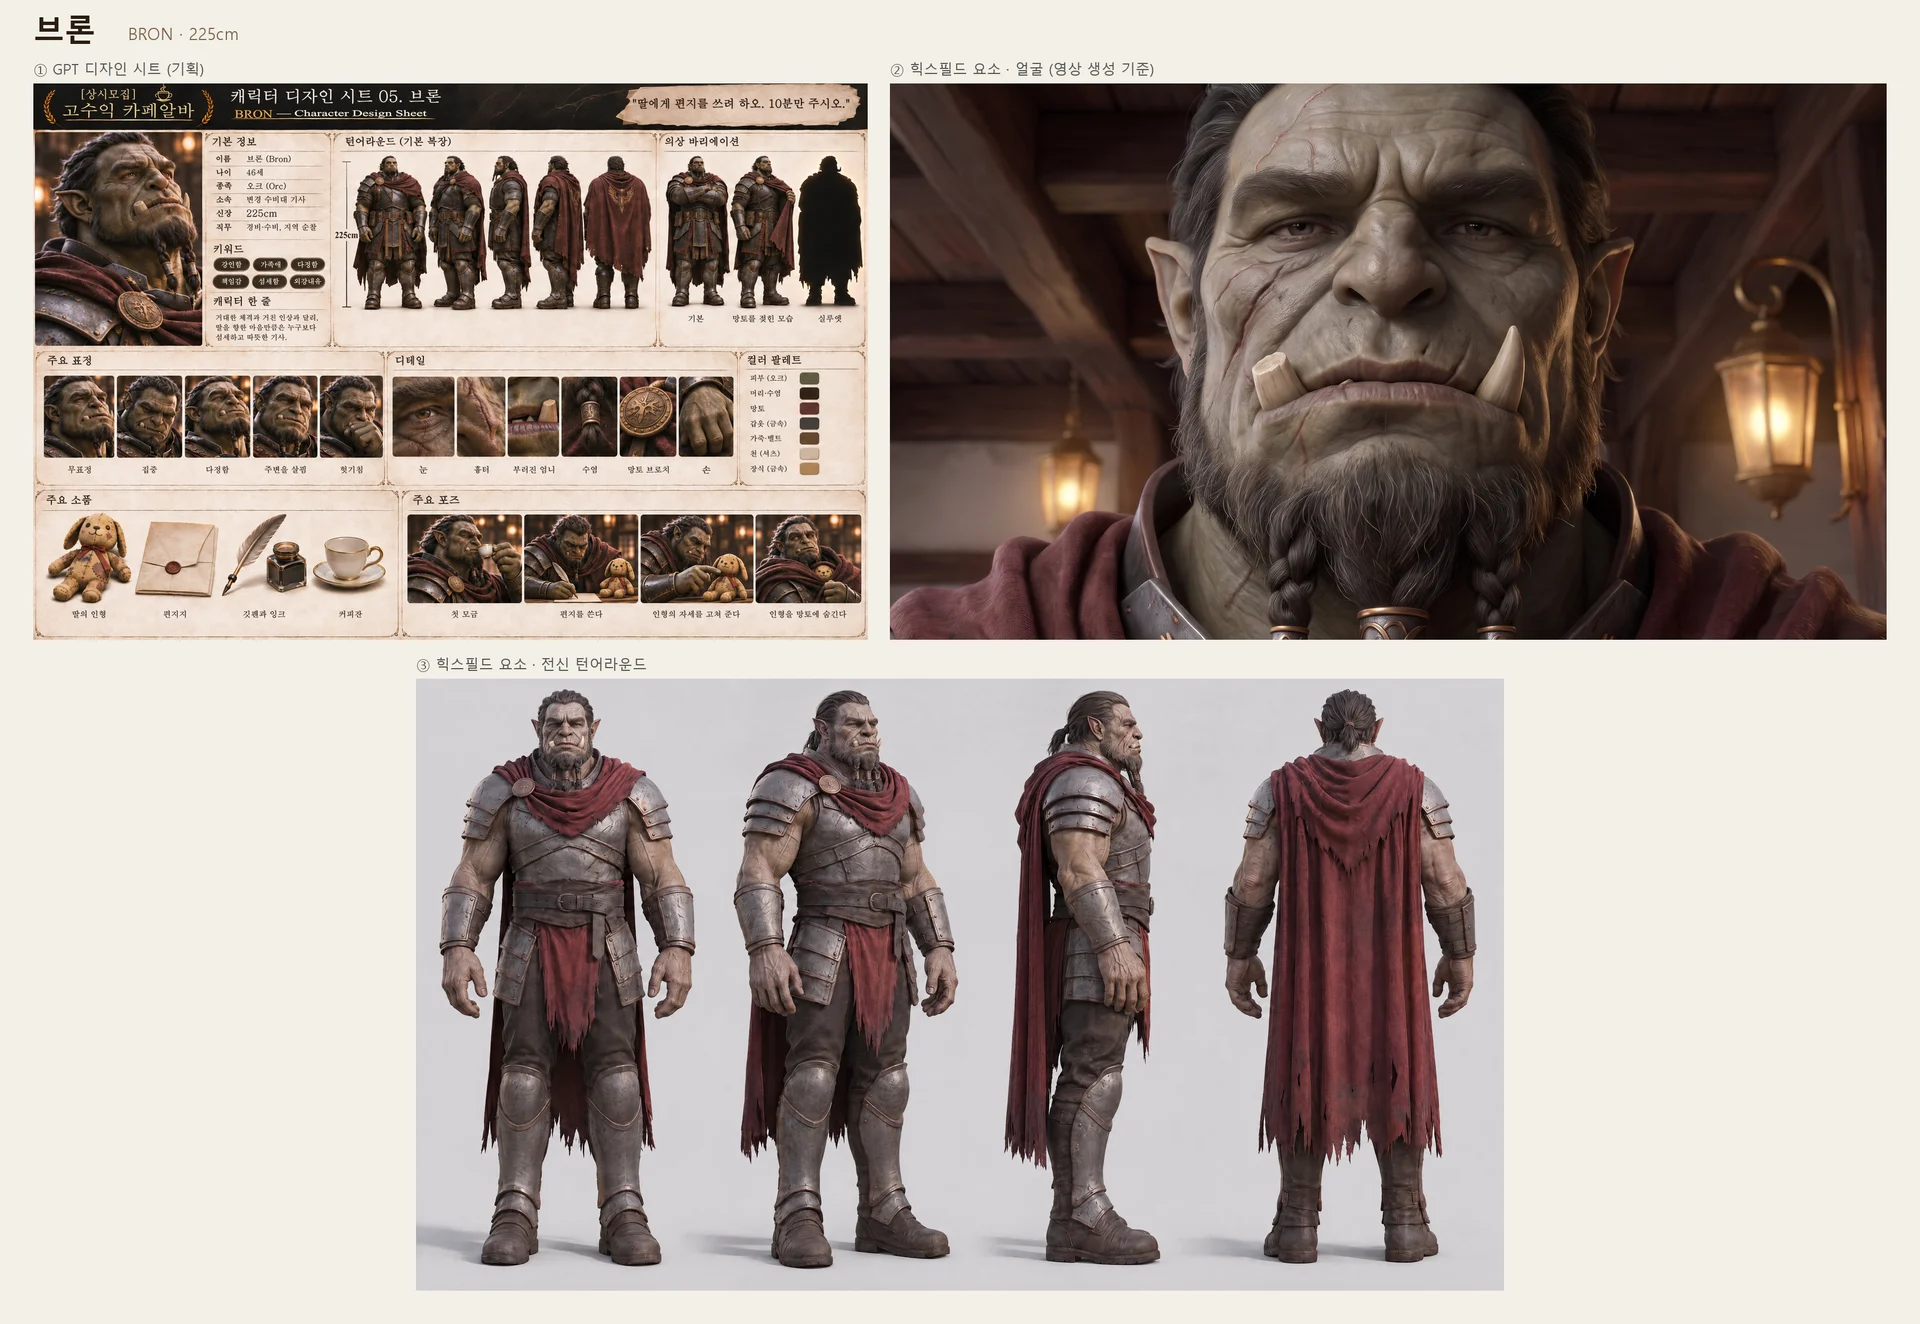 브론 BRON · 225cm
① GPT 디자인 시트 (기획)
[상시모집]
고수익 카페알바
캐릭터 디자인 시트 05. 브론
BRON — Character Design Sheet
"딸에게 편지를 쓰려 하오. 10분만 주시오."
기본 정보
이름 브론 (Bron)
나이 46세
종족 오크 (Orc)
소속 변경 수비대 기사
신장 225cm
직무 경비·수비, 지역 순찰
키워드
강인함 가족애 다정함
책임감 섬세함 외강내유
캐릭터 한 줄
거대한 체격과 거친 인상과 달리,
딸을 향한 마음만큼은 누구보다
섬세하고 따뜻한 기사.
턴어라운드 (기본 복장)
225cm
의상 바리에이션
기본 망토를 젖힌 모습 실루엣
주요 표정
무표정 집중 다정함 주변을 살핌 헛기침
디테일
눈 흉터 부러진 엄니 수염 망토 브로치 손
컬러 팔레트
피부 (오크)
머리·수염
망토
갑옷 (금속)
가죽·벨트
천 (셔츠)
장식 (금속)
주요 소품
딸의 인형 편지지 깃펜과 잉크 커피잔
주요 포즈
첫 모금 편지를 쓴다 인형의 자세를 고쳐 준다 인형을 망토에 숨긴다
② 힉스필드 요소 · 얼굴 (영상 생성 기준)
③ 힉스필드 요소 · 전신 턴어라운드